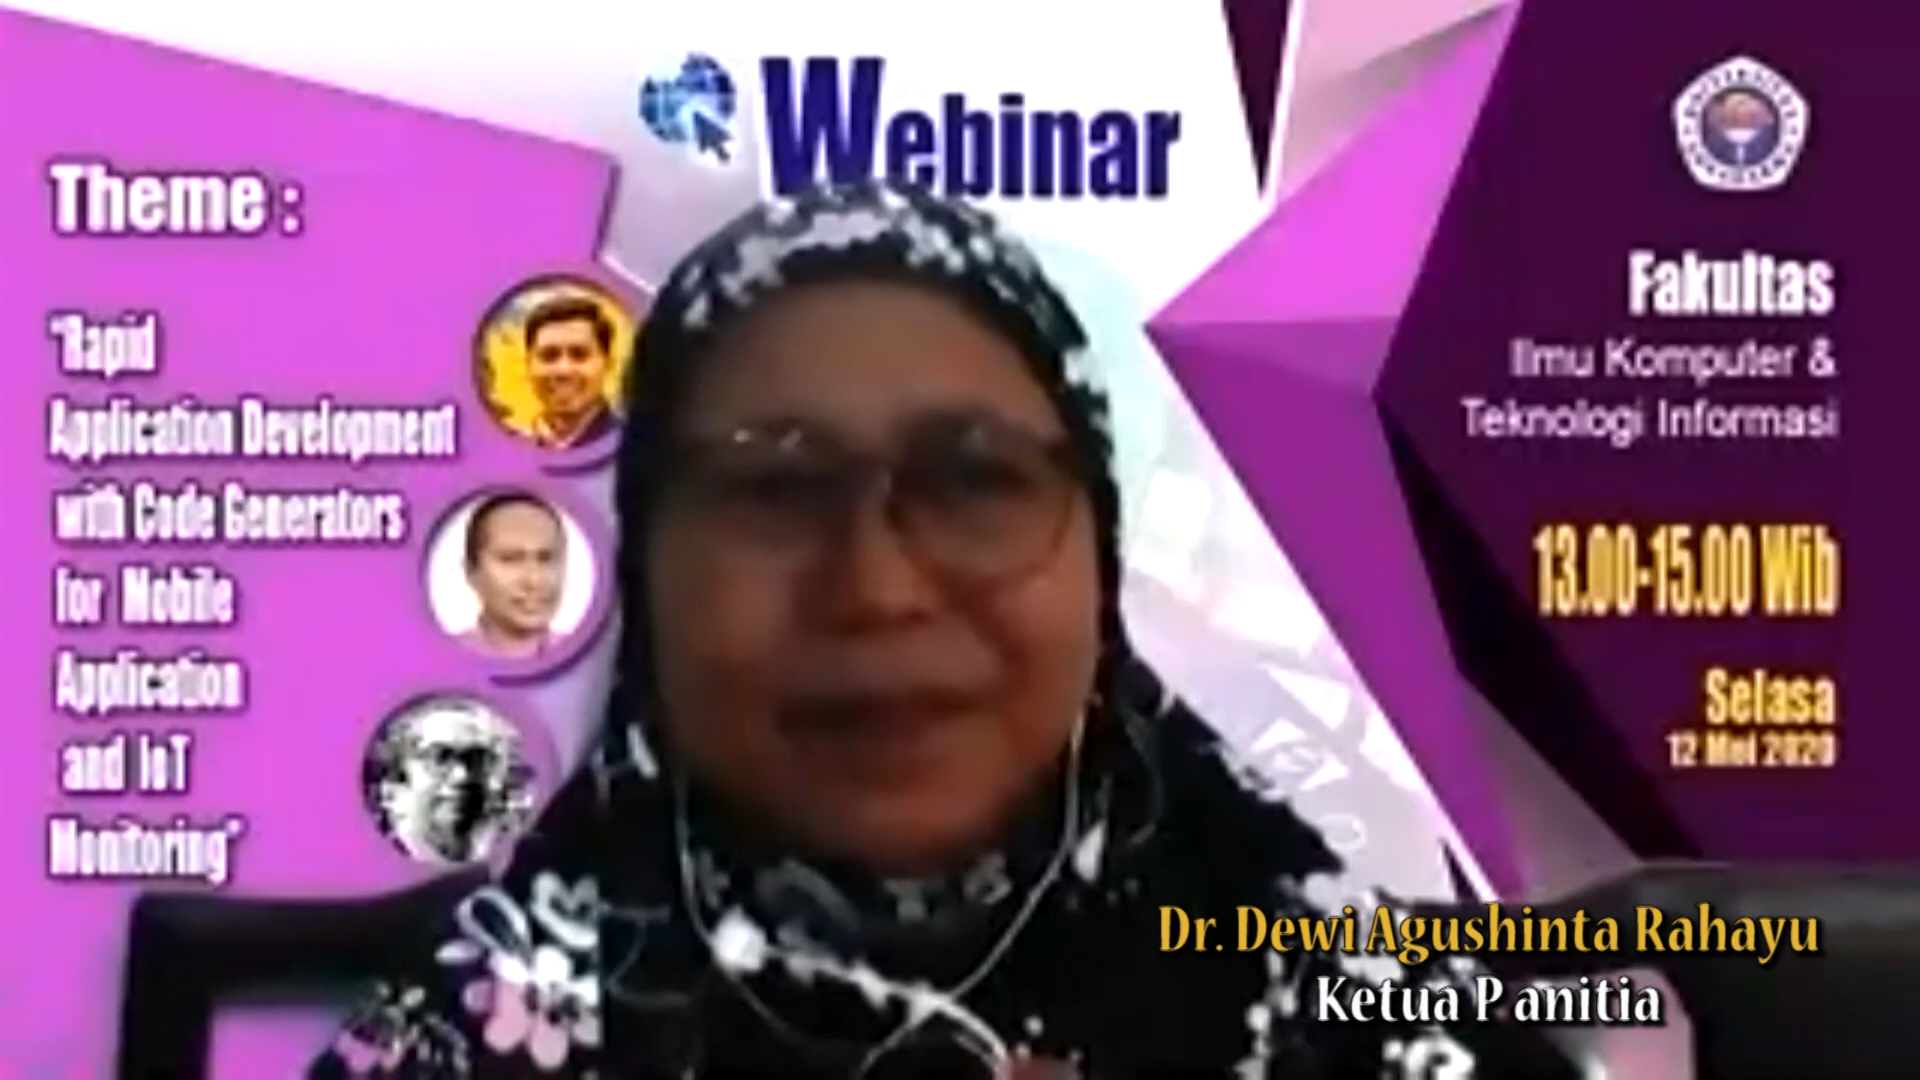 Webinar
Theme :
"Rapid
Application Development
with Code Generators
for Mobile
Application
and IoT
Monitoring"
Fakultas
Ilmu Komputer &
Teknologi Informasi
13.00-15.00 Wib
Selasa
12 Mei 2020
Dr. Dewi Agushinta Rahayu
Ketua Panitia